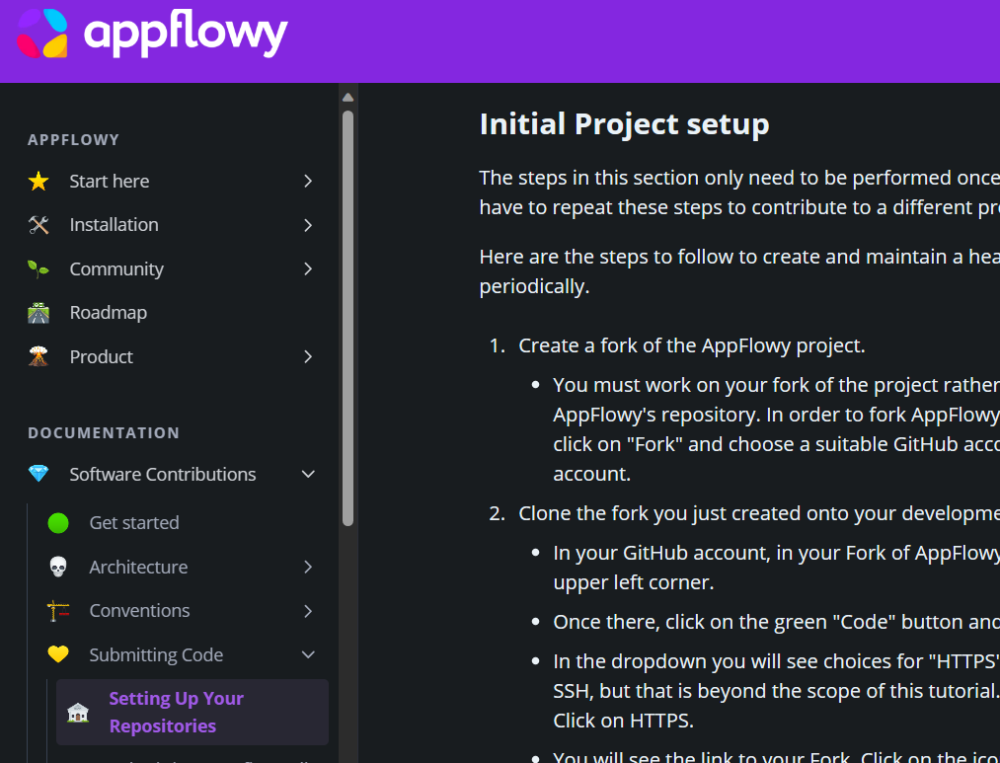 appflowy
APPFLOWY
Start here
Installation
Community
Roadmap
Product
DOCUMENTATION
Software Contributions
Get started
Architecture
Conventions
Submitting Code
Setting Up Your
Repositories
Initial Project setup
The steps in this section only need to be performed once
have to repeat these steps to contribute to a different
Here are the steps to follow to create and maintain a
periodically.
1. Create a fork of the AppFlowy project.
• You must work on your fork of the project rather
AppFlowy's repository. In order to fork AppFlowy
click on "Fork" and choose a suitable GitHub
account.
2. Clone the fork you just created onto your
• In your GitHub account, in your Fork of AppFlowy
upper left corner.
• Once there, click on the green "Code" button and
• In the dropdown you will see choices for "HTTPS"
SSH, but that is beyond the scope of this tutorial.
Click on HTTPS.
• You will see the link to your Fork. Click on the